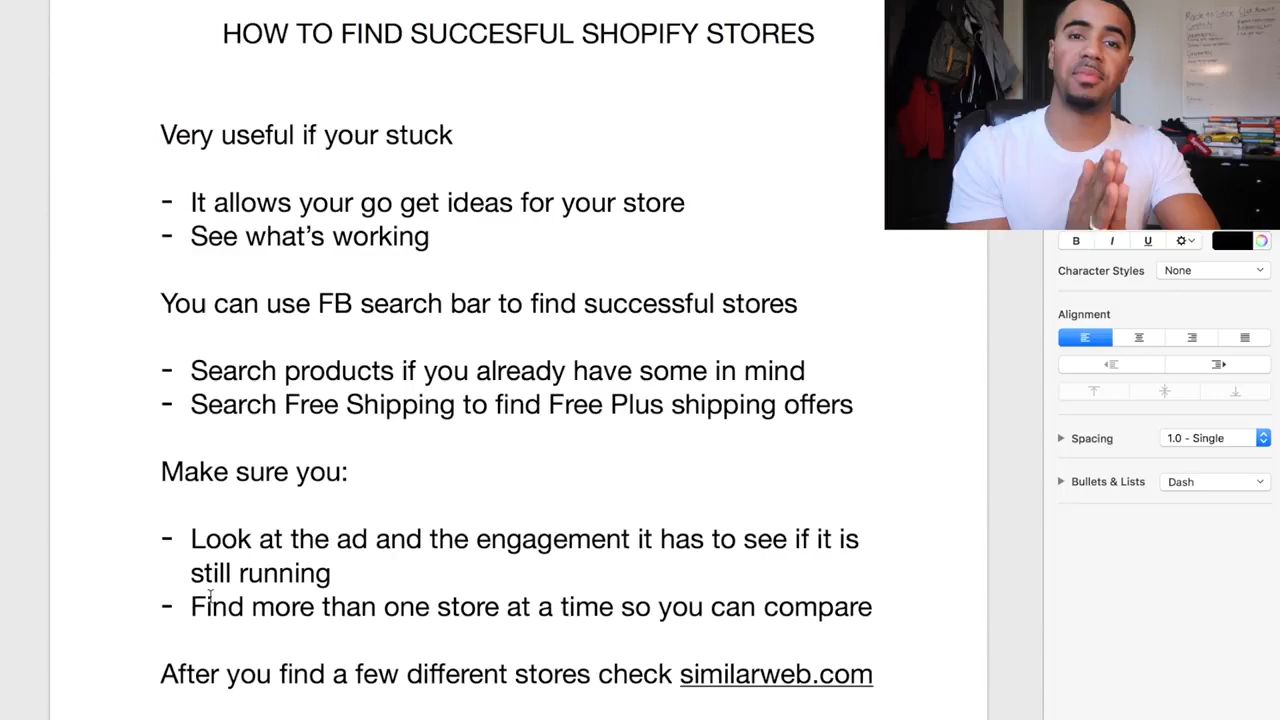 HOW TO FIND SUCCESFUL SHOPIFY STORES
Very useful if your stuck
- It allows your go get ideas for your store
- See what's working
You can use FB search bar to find successful stores
- Search products if you already have some in mind
- Search Free Shipping to find Free Plus shipping offers
Make sure you:
- Look at the ad and the engagement it has to see if it is
still running
- Find more than one store at a time so you can compare
After you find a few different stores check similarweb.com
B I U
Character Styles None
Alignment
Spacing 1.0 - Single
Bullets & Lists Dash